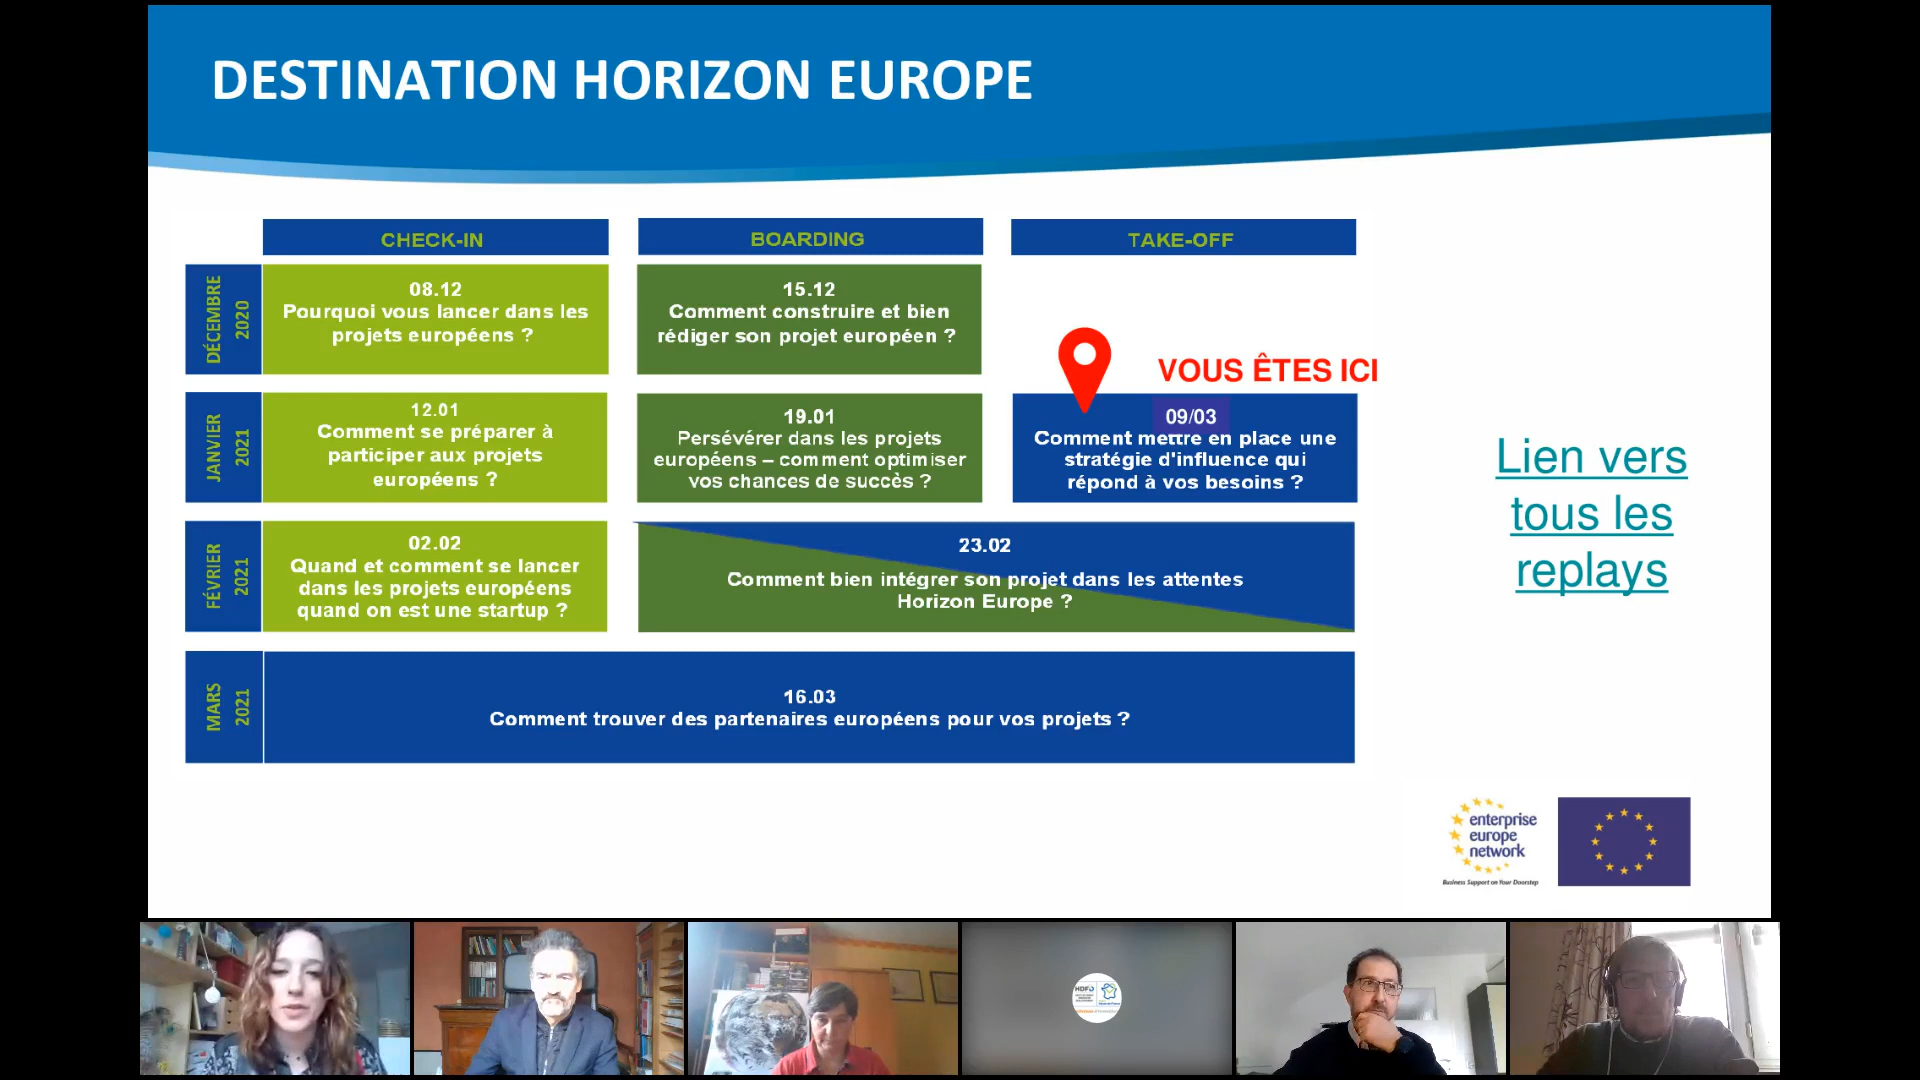 DESTINATION HORIZON EUROPE
CHECK-IN
BOARDING
TAKE-OFF
DÉCEMBRE
2020
08.12
Pourquoi vous lancer dans les
projets européens ?
15.12
Comment construire et bien
rédiger son projet européen ?
VOUS ÊTES ICI
JANVIER
2021
12.01
Comment se préparer à
participer aux projets
européens ?
19.01
Persévérer dans les projets
européens – comment optimiser
vos chances de succès ?
09/03
Comment mettre en place une
stratégie d'influence qui
répond à vos besoins ?
Lien vers
tous les
replays
FÉVRIER
2021
02.02
Quand et comment se lancer
dans les projets européens
quand on est une startup ?
23.02
Comment bien intégrer son projet dans les attentes
Horizon Europe ?
MARS
2021
16.03
Comment trouver des partenaires européens pour vos projets ?
enterprise
europe
network
Business Support on Your Doorstep
HDF